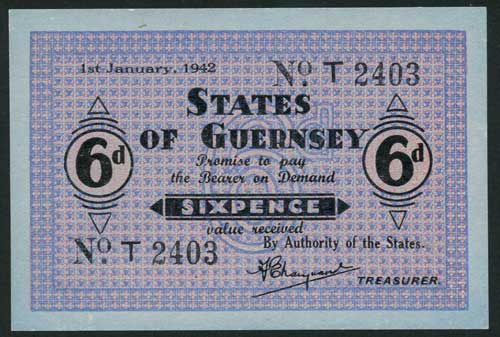 1st January, 1942
No. T 2403
STATES
OF GUERNSEY
6d
6d
Promise to pay
the Bearer on Demand
SIXPENCE
value received
By Authority of the States.
No. T 2403
TREASURER.